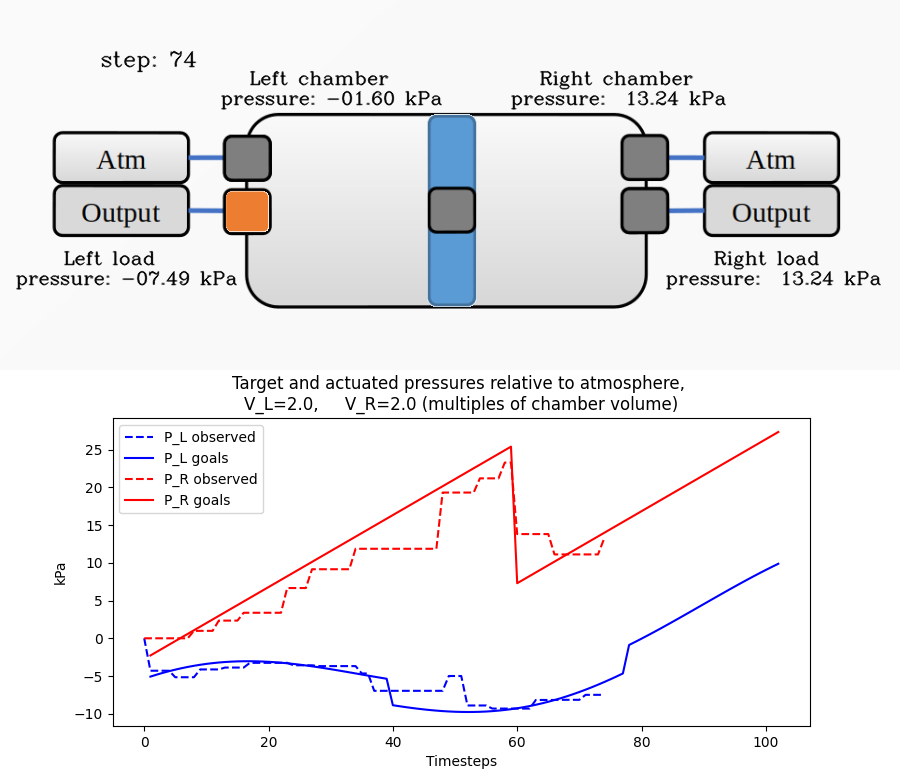 step: 74
Left chamber
pressure: −01.60 kPa
Right chamber
pressure: 13.24 kPa
Atm
Output
Atm
Output
Left load
pressure: −07.49 kPa
Right load
pressure: 13.24 kPa
Target and actuated pressures relative to atmosphere,
V_L=2.0, V_R=2.0 (multiples of chamber volume)
P_L observed
P_L goals
P_R observed
P_R goals
25
20
15
10
5
0
−5
−10
kPa
0 20 40 60 80 100
Timesteps